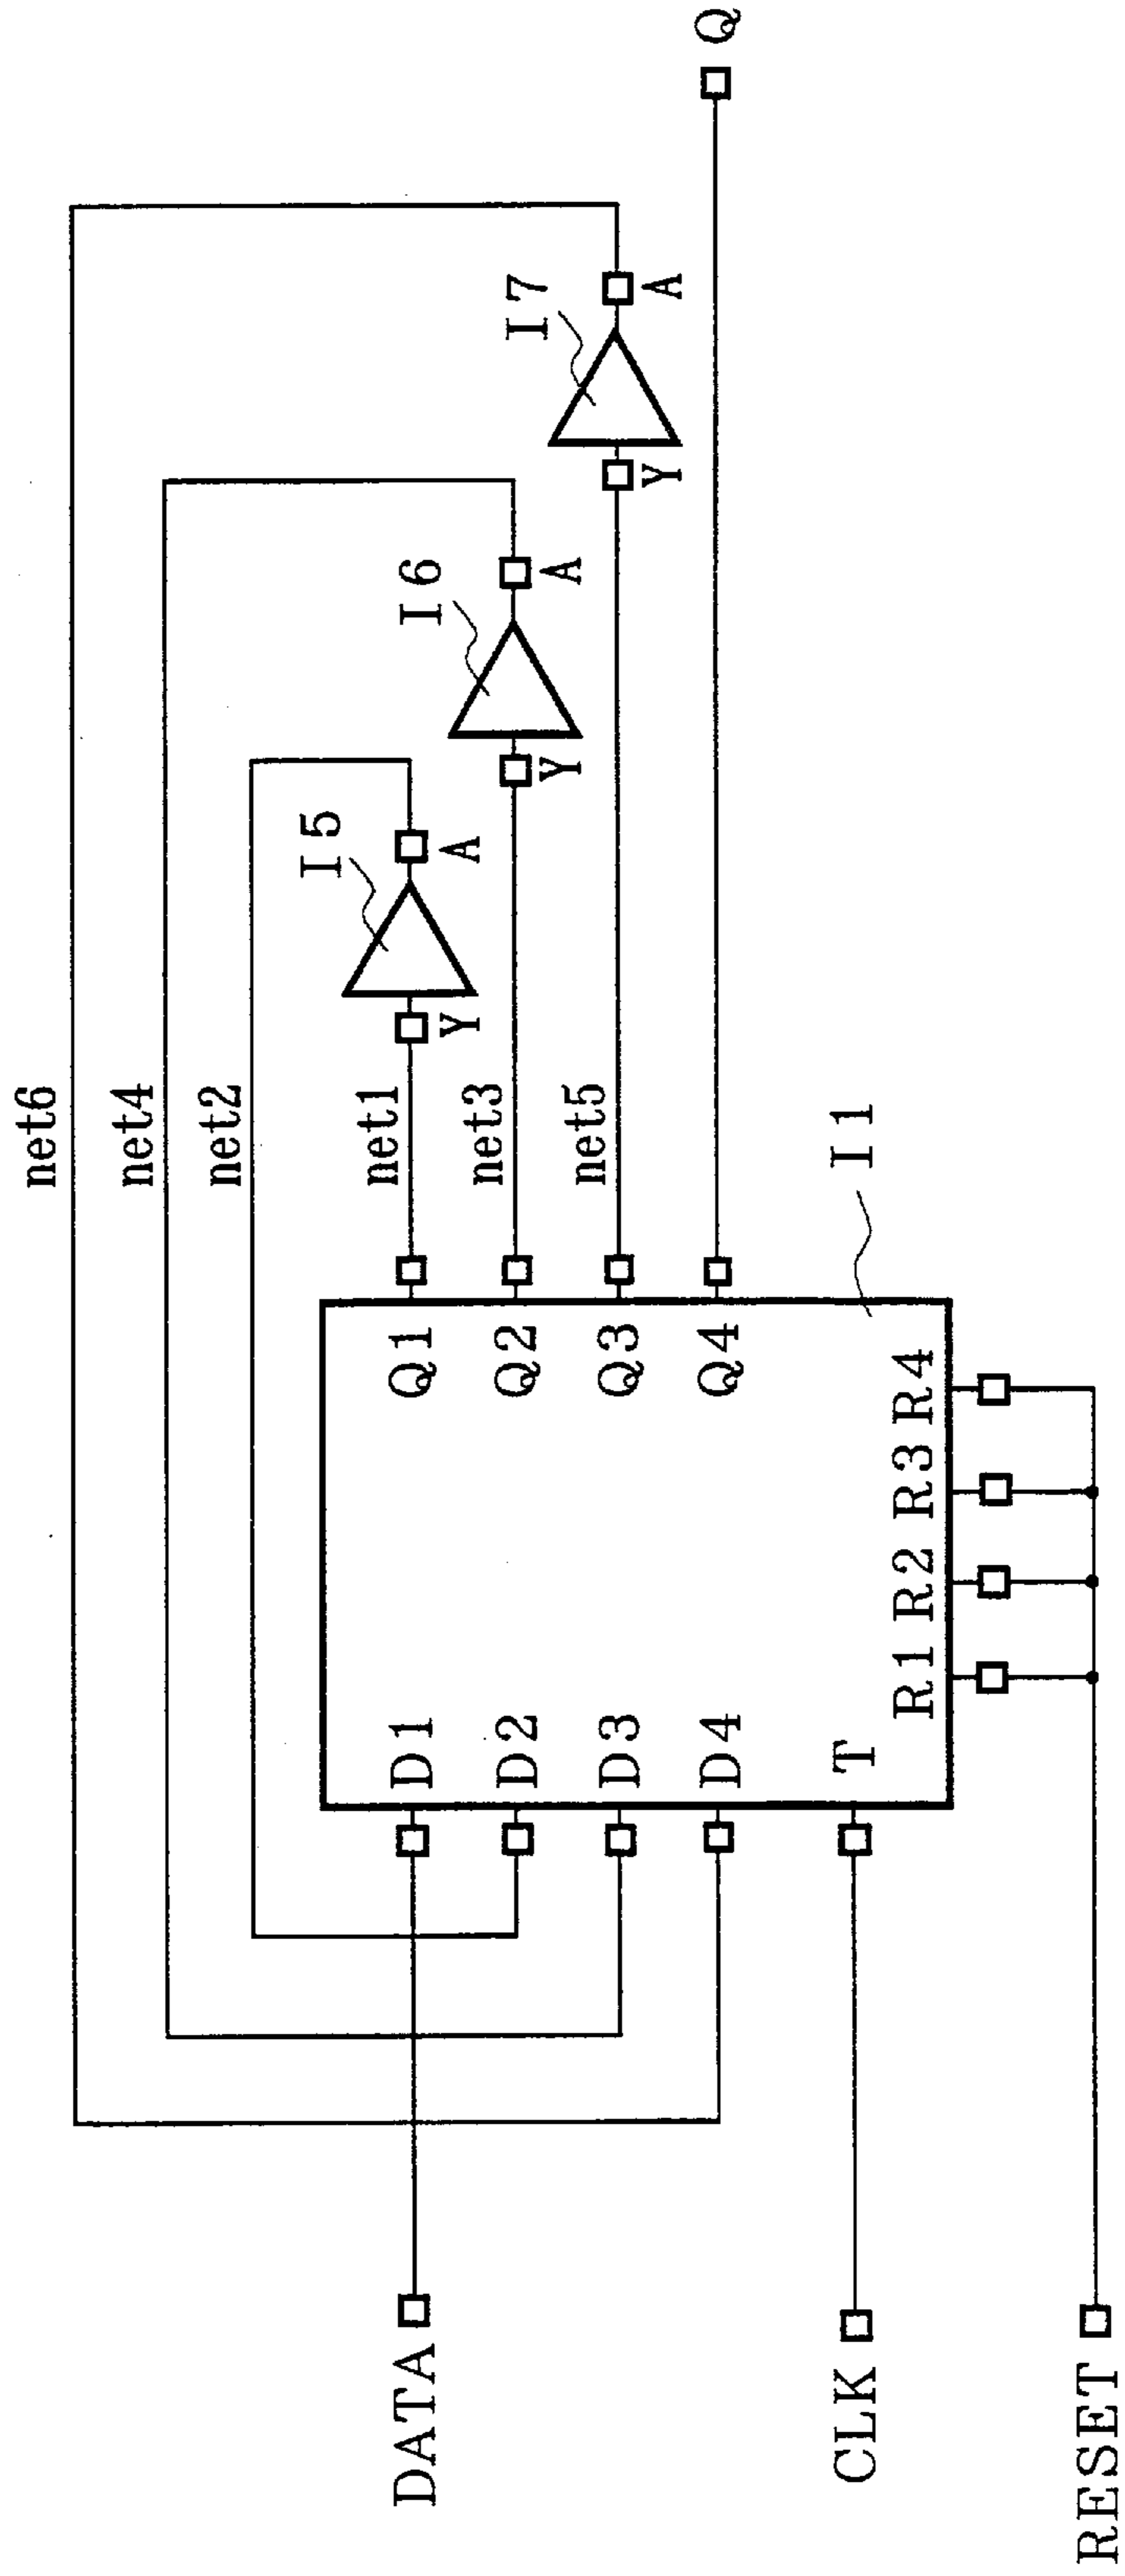 net6
net4
net2
I5
A
Y
net1
I6
A
Y
net3
I7
A
Y
net5
Q
DATA
CLK
RESET
D1
D2
D3
D4
T
Q1
Q2
Q3
Q4
R1 R2 R3 R4
I1